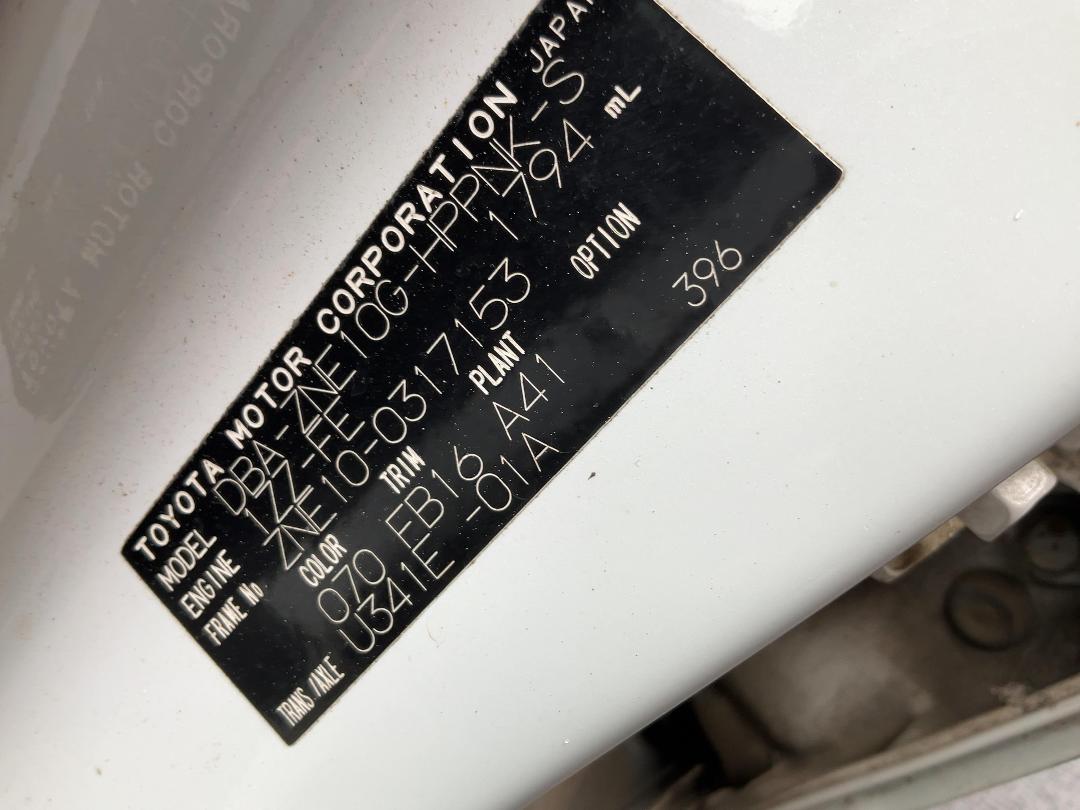 TOYOTA MOTOR CORPORATION JAPAN
MODEL DBA-ZNE10G-HPPNK-S
ENGINE 1ZZ-FE 1794 mL
FRAME No ZNE10-0317153
COLOR TRIM PLANT OPTION
070 FB16 A41 396
TRANS/AXLE U341E -01A